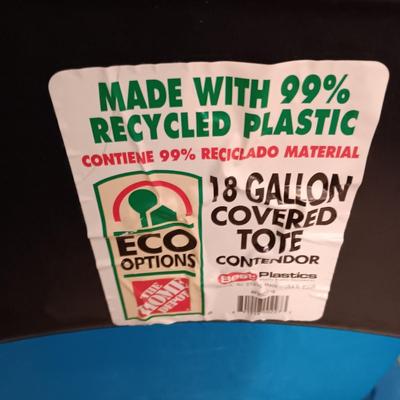 MADE WITH 99%
RECYCLED PLASTIC
CONTIENE 99% RECICLADO MATERIAL
ECO
OPTIONS
THE
HOME
DEPOT
18 GALLON
COVERED
TOTE
CONTENDOR
Bess Plastics